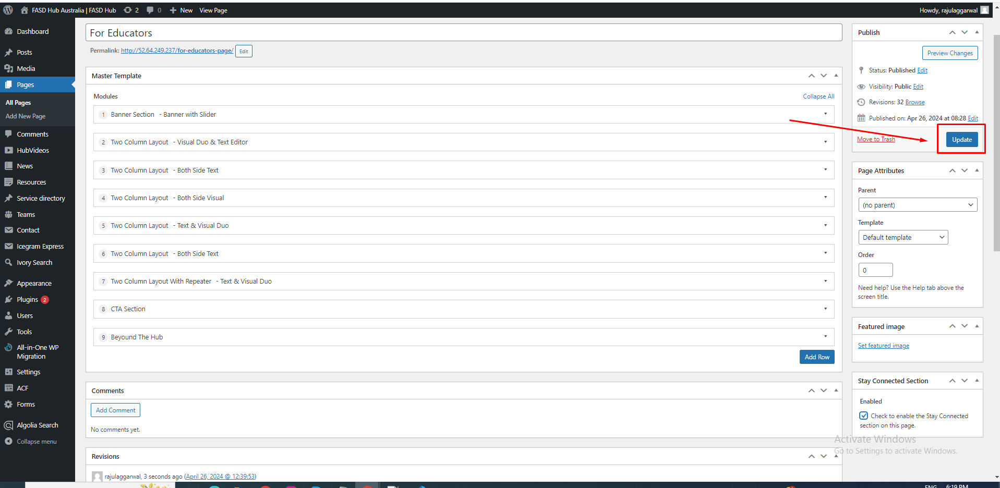 FASD Hub Australia | FASD Hub 2 0 New View Page Howdy, rajulaggarwal
Dashboard
Posts
Media
Pages
All Pages
Add New Page
Comments
HubVideos
News
Resources
Service directory
Teams
Contact
Icegram Express
Ivory Search
Appearance
Plugins 2
Users
Tools
All-in-One WP
Migration
Settings
ACF
Forms
Algolia Search
Collapse menu
For Educators
Permalink: http://52.64.249.237/for-educators-page/ Edit
Master Template
Modules Collapse All
1 Banner Section - Banner with Slider
2 Two Column Layout - Visual Duo & Text Editor
3 Two Column Layout - Both Side Text
4 Two Column Layout - Both Side Visual
5 Two Column Layout - Text & Visual Duo
6 Two Column Layout - Both Side Text
7 Two Column Layout With Repeater - Text & Visual Duo
8 CTA Section
9 Beyound The Hub
Add Row
Comments
Add Comment
No comments yet.
Revisions
rajulaggarwal, 3 seconds ago (April 26, 2024 @ 12:39:53)
Publish
Preview Changes
Status: Published Edit
Visibility: Public Edit
Revisions: 32 Browse
Published on: Apr 26, 2024 at 08:28 Edit
Move to Trash Update
Page Attributes
Parent
(no parent)
Template
Default template
Order
0
Need help? Use the Help tab above the
screen title.
Featured image
Set featured image
Stay Connected Section
Enabled
Check to enable the Stay Connected
section on this page.
Activate Windows
Go to Settings to activate Windows.
ENG 6:19 PM